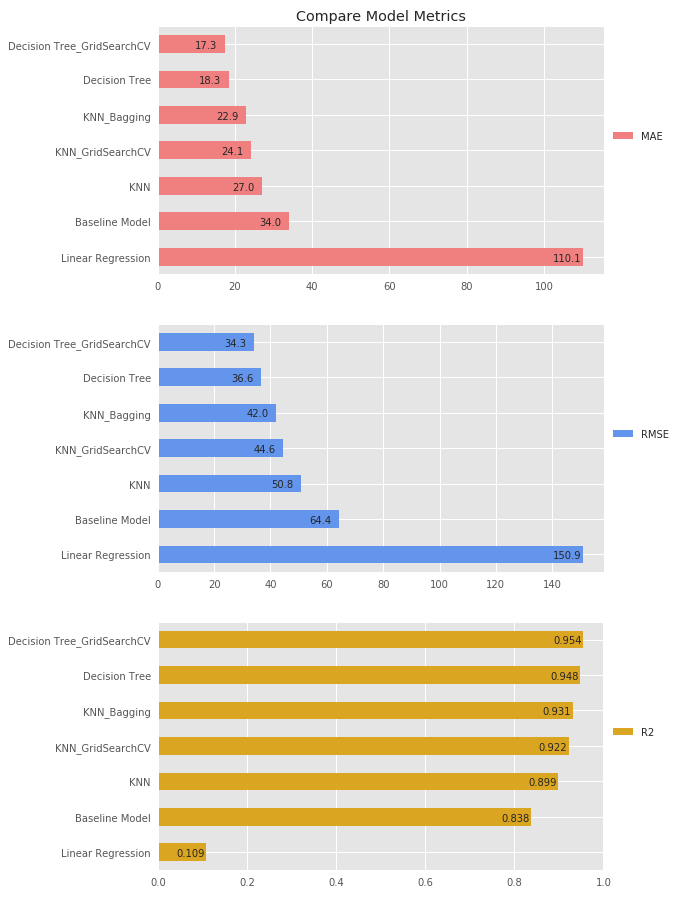 Compare Model Metrics
Decision Tree_GridSearchCV 17.3
Decision Tree 18.3
KNN_Bagging 22.9
MAE
KNN_GridSearchCV 24.1
KNN 27.0
Baseline Model 34.0
Linear Regression 110.1
0 20 40 60 80 100
Decision Tree_GridSearchCV 34.3
Decision Tree 36.6
KNN_Bagging 42.0
RMSE
KNN_GridSearchCV 44.6
KNN 50.8
Baseline Model 64.4
Linear Regression 150.9
0 20 40 60 80 100 120 140
Decision Tree_GridSearchCV 0.954
Decision Tree 0.948
KNN_Bagging 0.931
R2
KNN_GridSearchCV 0.922
KNN 0.899
Baseline Model 0.838
Linear Regression 0.109
0.0 0.2 0.4 0.6 0.8 1.0